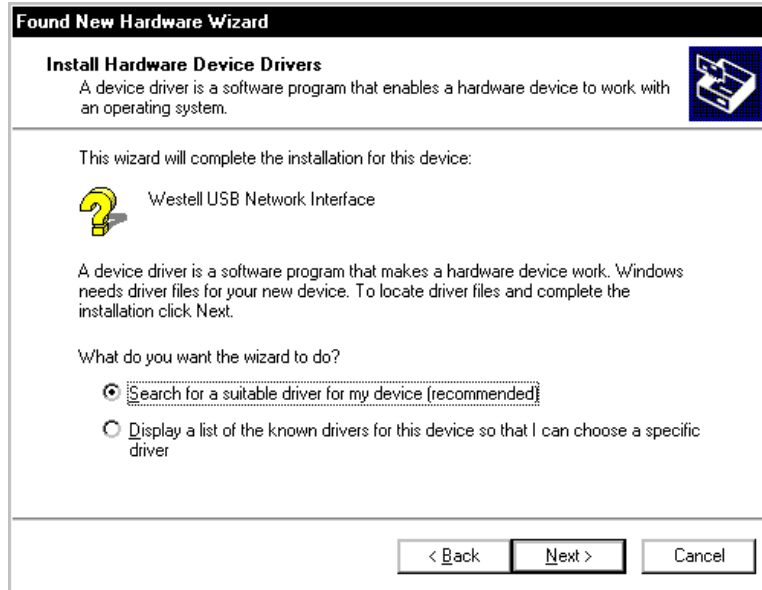 Found New Hardware Wizard
Install Hardware Device Drivers
A device driver is a software program that enables a hardware device to work with
an operating system.
This wizard will complete the installation for this device:
Westell USB Network Interface
A device driver is a software program that makes a hardware device work. Windows
needs driver files for your new device. To locate driver files and complete the
installation click Next.
What do you want the wizard to do?
Search for a suitable driver for my device (recommended)
Display a list of the known drivers for this device so that I can choose a specific
driver
< Back Next > Cancel